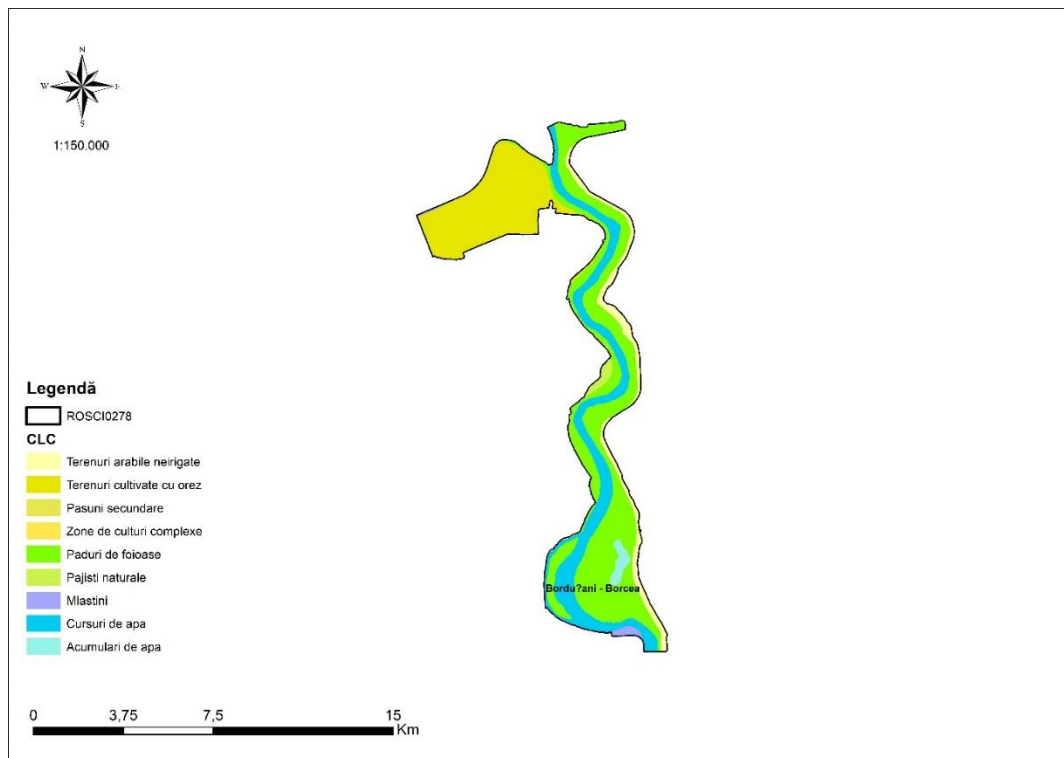 N
W E
S
1:150.000
Legendă
ROSCI0278
CLC
Terenuri arabile neirigate
Terenuri cultivate cu orez
Pasuni secundare
Zone de culturi complexe
Paduri de foioase
Pajisti naturale
Mlastini
Cursuri de apa
Acumulari de apa
Bordu?ani - Borcea
0 3,75 7,5 15
Km